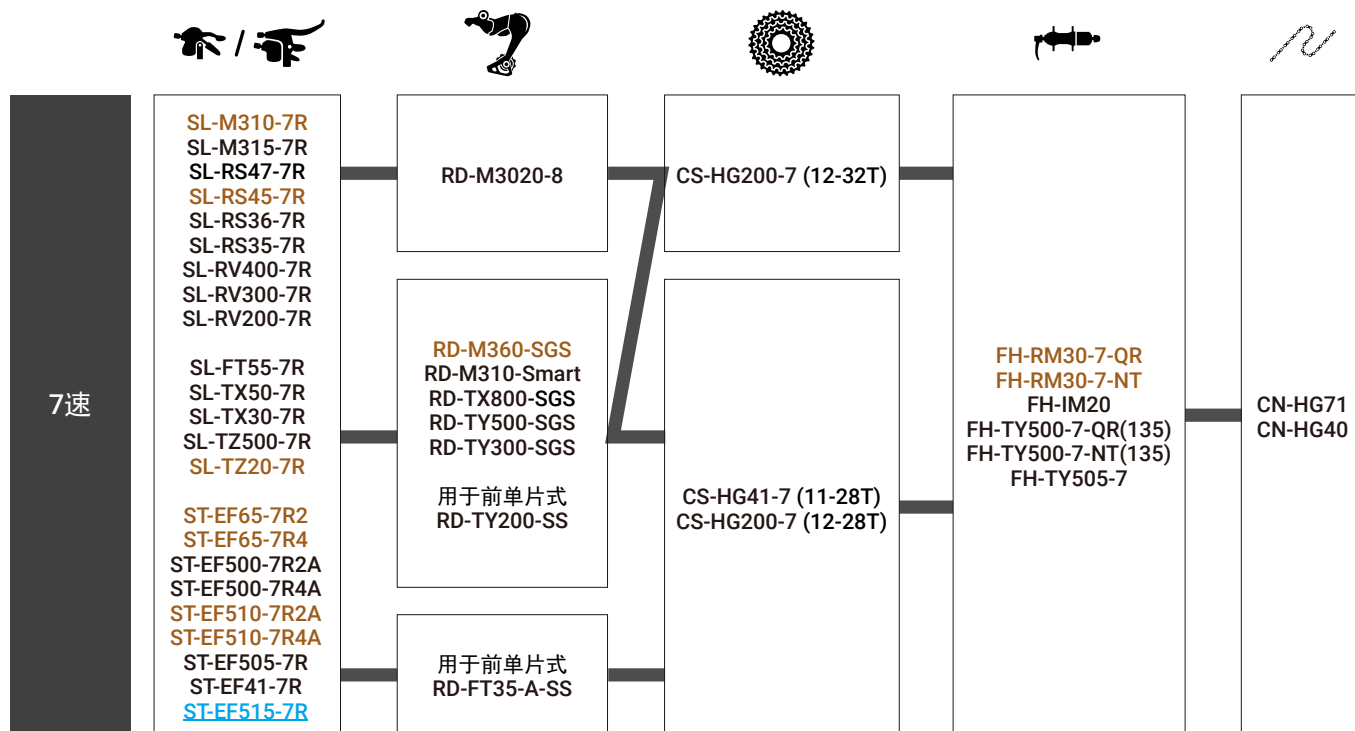 7速
SL-M310-7R
SL-M315-7R
SL-RS47-7R
SL-RS45-7R
SL-RS36-7R
SL-RS35-7R
SL-RV400-7R
SL-RV300-7R
SL-RV200-7R
SL-FT55-7R
SL-TX50-7R
SL-TX30-7R
SL-TZ500-7R
SL-TZ20-7R
ST-EF65-7R2
ST-EF65-7R4
ST-EF500-7R2A
ST-EF500-7R4A
ST-EF510-7R2A
ST-EF510-7R4A
ST-EF505-7R
ST-EF41-7R
ST-EF515-7R
RD-M3020-8
RD-M360-SGS
RD-M310-Smart
RD-TX800-SGS
RD-TY500-SGS
RD-TY300-SGS
用于前单片式
RD-TY200-SS
用于前单片式
RD-FT35-A-SS
CS-HG200-7 (12-32T)
CS-HG41-7 (11-28T)
CS-HG200-7 (12-28T)
FH-RM30-7-QR
FH-RM30-7-NT
FH-IM20
FH-TY500-7-QR(135)
FH-TY500-7-NT(135)
FH-TY505-7
CN-HG71
CN-HG40